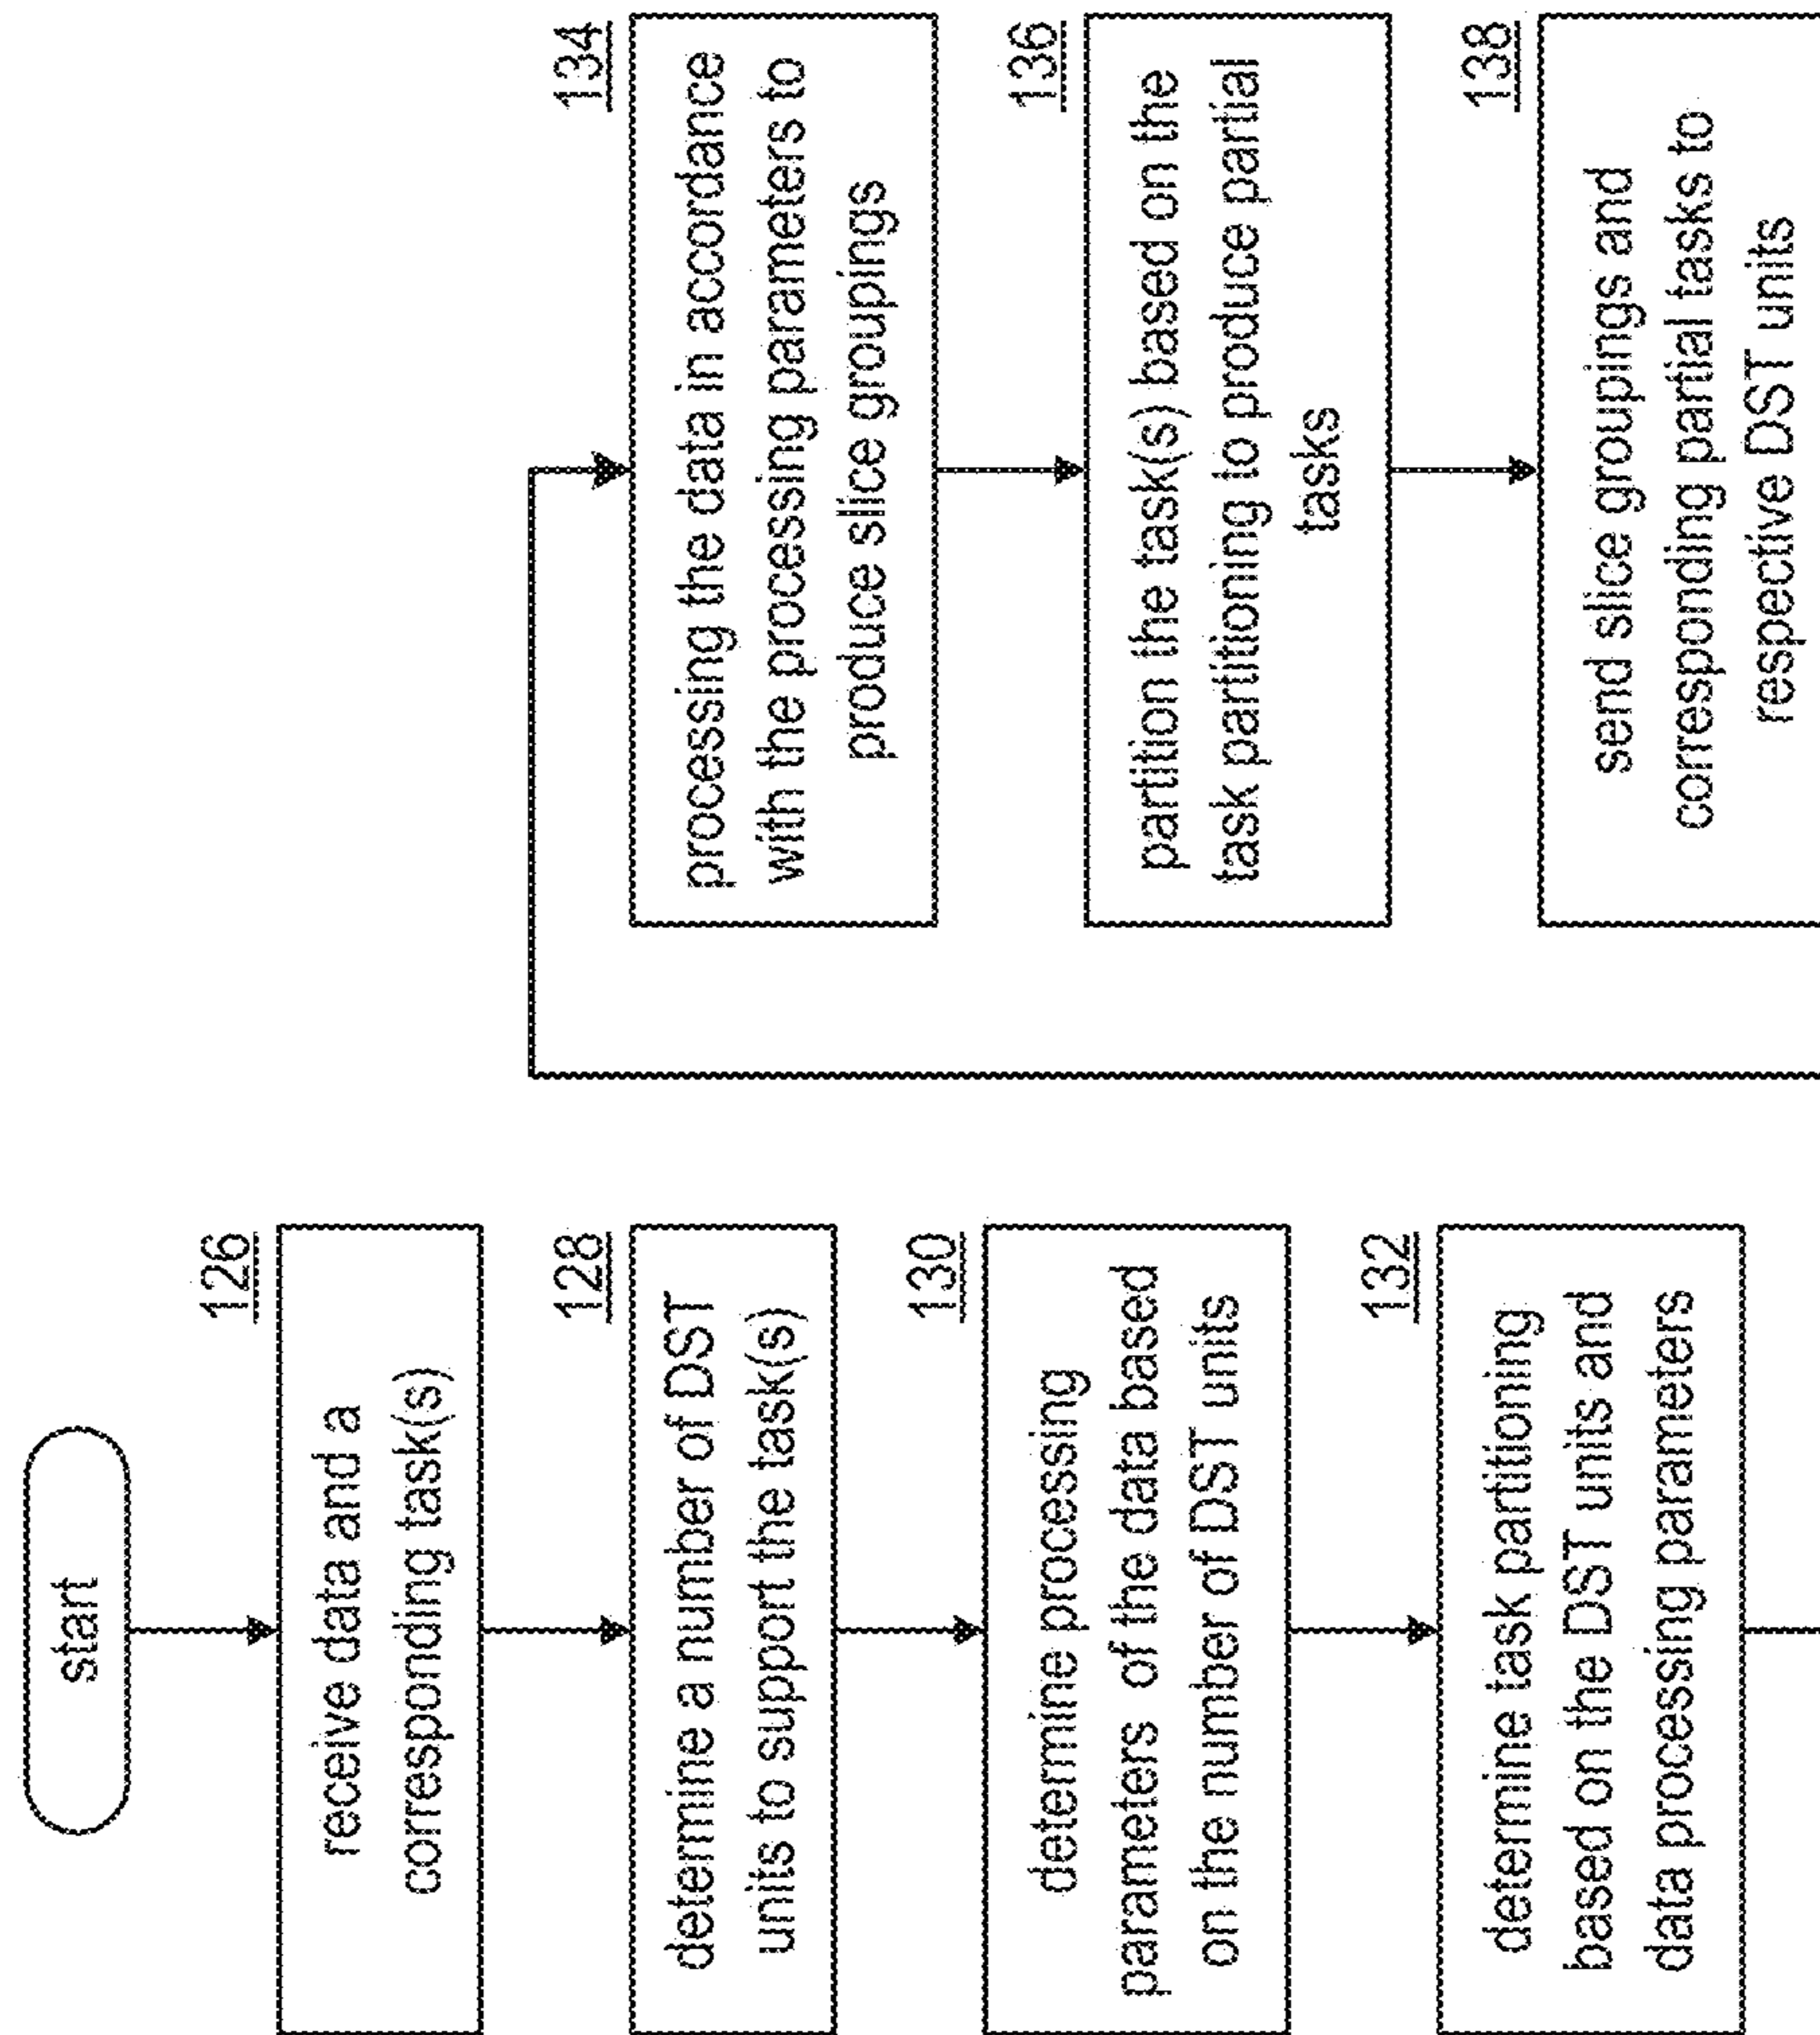 start
126
receive data and a
corresponding task(s)
128
determine a number of DST
units to support the task(s)
130
determine processing
parameters of the data based
on the number of DST units
132
determine task partitioning
based on the DST units and
data processing parameters
134
processing the data in accordance
with the processing parameters to
produce slice groupings
136
partition the task(s) based on the
task partitioning to produce partial
tasks
138
send slice groupings and
corresponding partial tasks to
respective DST units